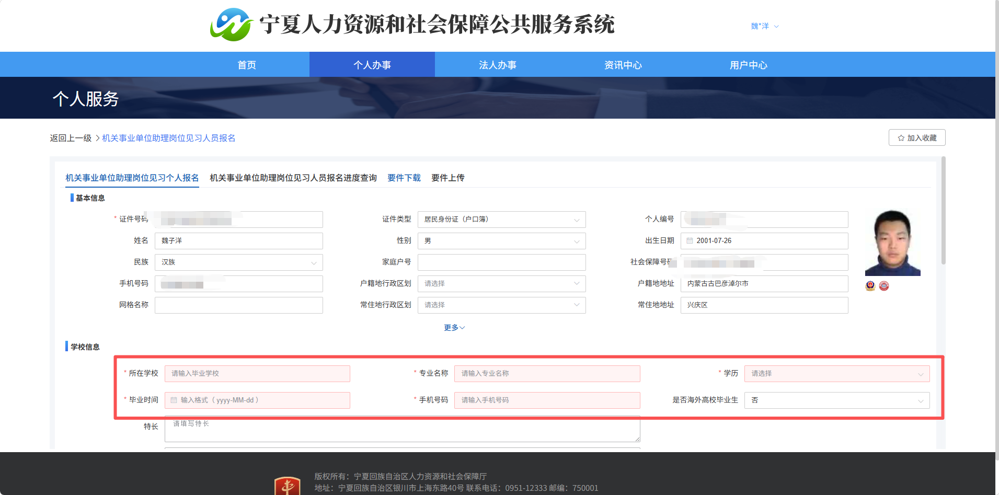 宁夏人力资源和社会保障公共服务系统
魏*洋
首页 个人办事 法人办事 资讯中心 用户中心
个人服务
返回上一级 > 机关事业单位助理岗位见习人员报名
加入收藏
机关事业单位助理岗位见习个人报名 机关事业单位助理岗位见习人员报名进度查询 要件下载 要件上传
基本信息
* 证件号码 证件类型 居民身份证（户口簿） 个人编号
姓名 魏子洋 性别 男 出生日期 2001-07-26
民族 汉族 家庭户号 社会保障号码
手机号码 户籍地行政区划 请选择 户籍地地址 内蒙古古巴彦淖尔市
网格名称 常住地行政区划 请选择 常住地地址 兴庆区
更多
学校信息
* 所在学校 请输入毕业学校 * 专业名称 请输入专业名称 * 学历 请选择
* 毕业时间 输入格式（ yyyy-MM-dd ） * 手机号码 请输入手机号码 是否海外高校毕业生 否
特长 请填写特长
版权所有：宁夏回族自治区人力资源和社会保障厅
地址：宁夏回族自治区银川市上海东路40号 联系电话：0951-12333 邮编：750001